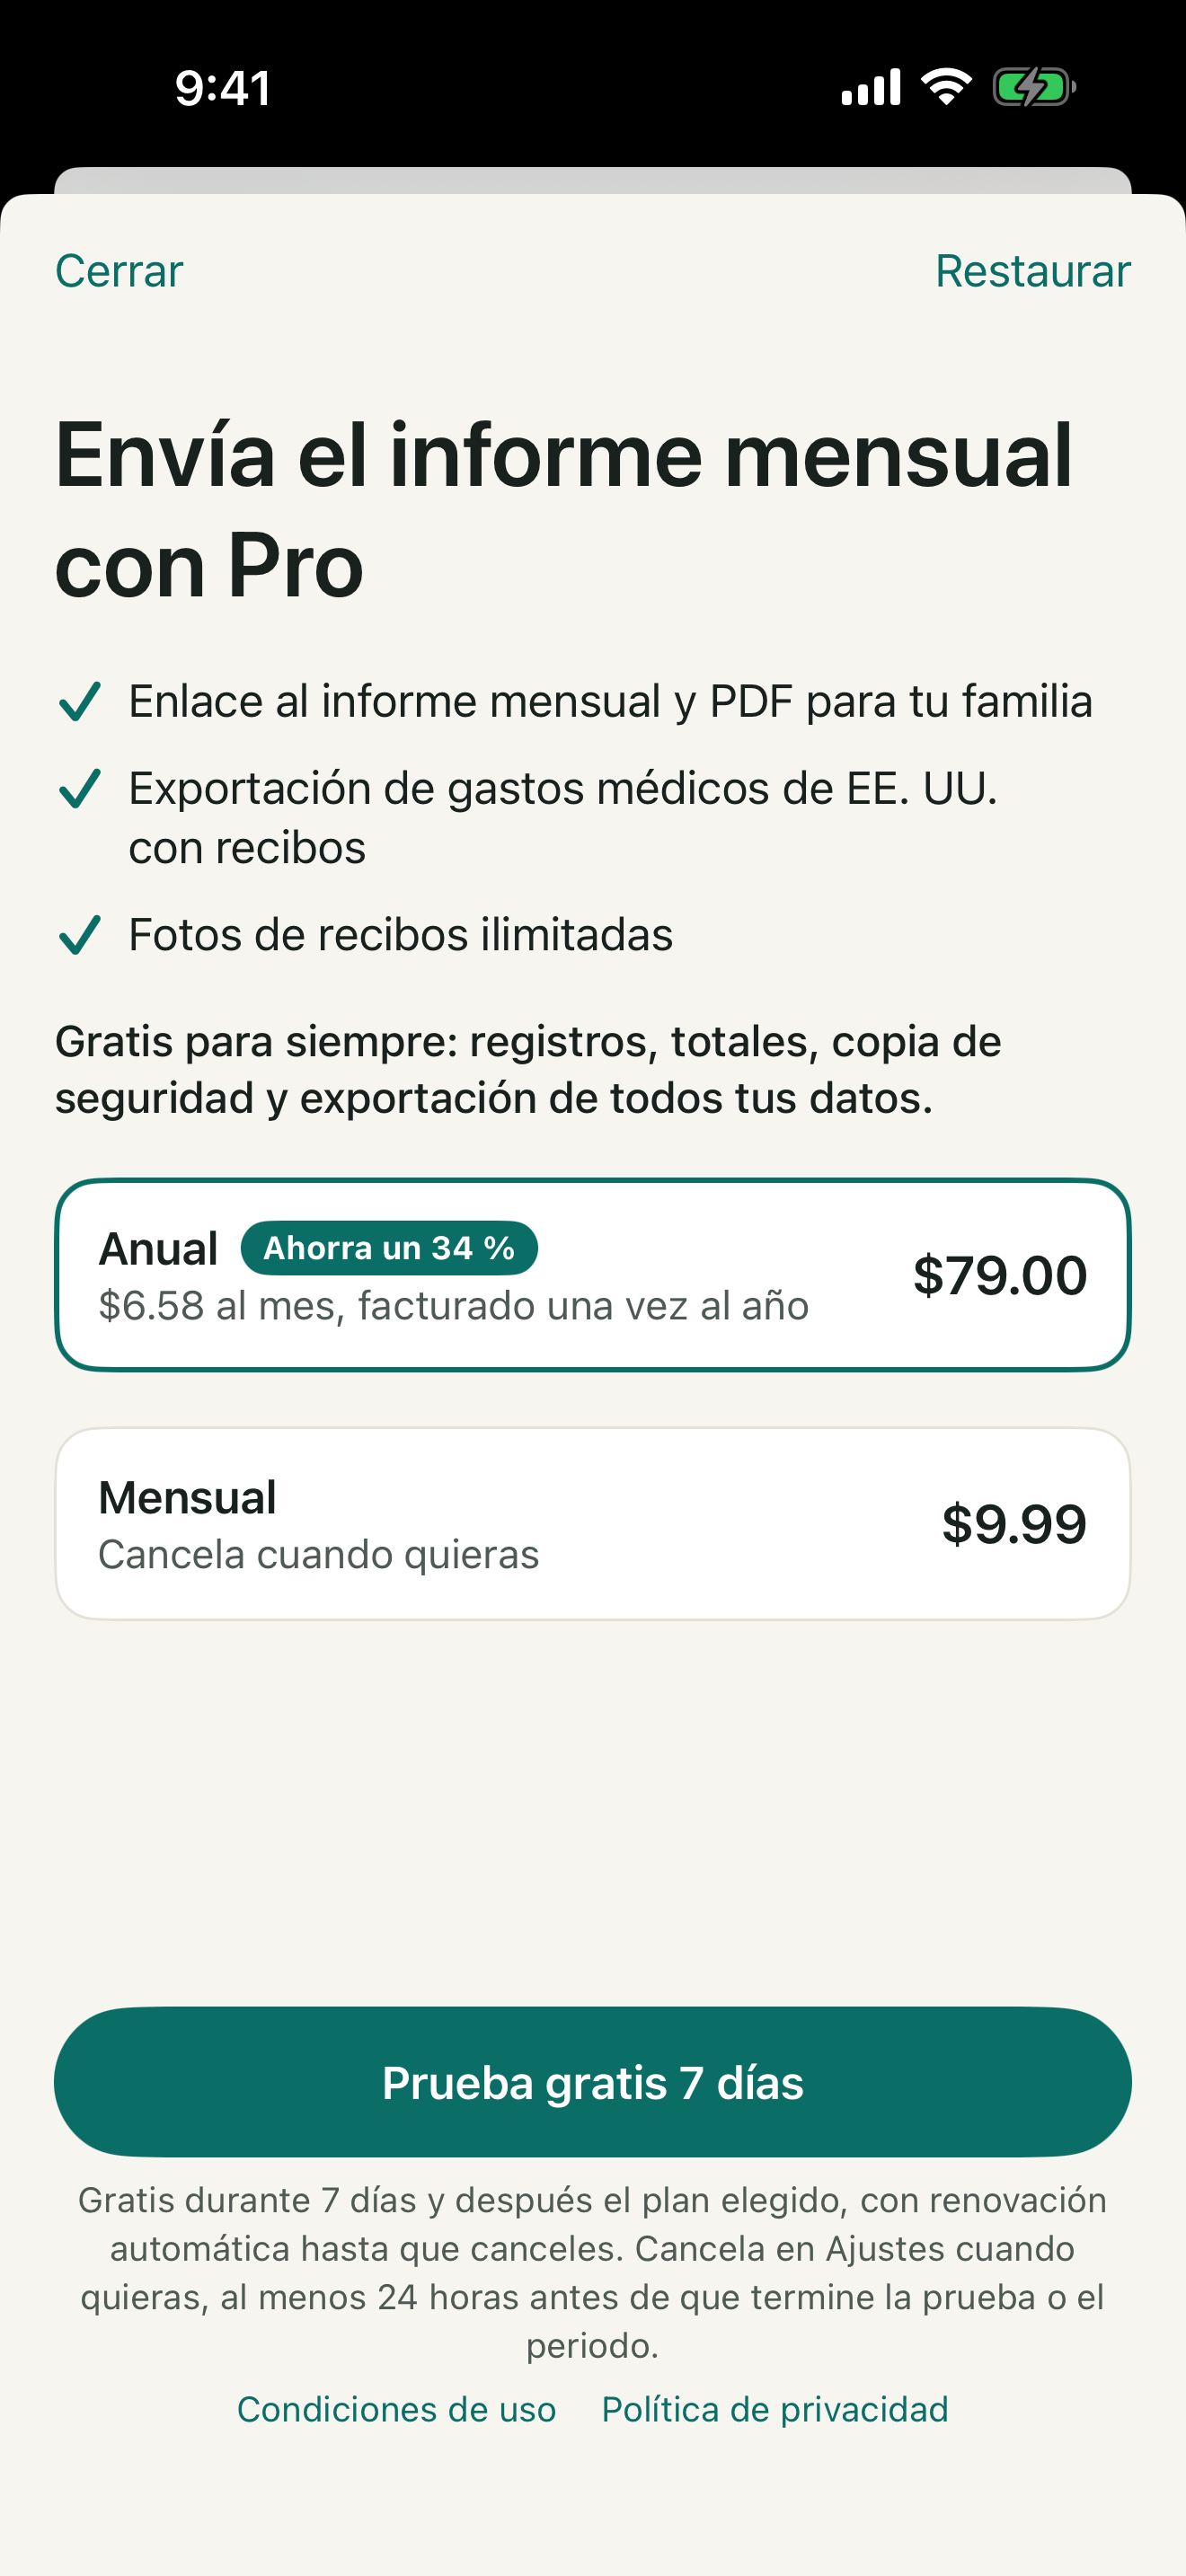 9:41
Cerrar
Restaurar
Envía el informe mensual
con Pro
Enlace al informe mensual y PDF para tu familia
Exportación de gastos médicos de EE. UU.
con recibos
Fotos de recibos ilimitadas
Gratis para siempre: registros, totales, copia de
seguridad y exportación de todos tus datos.
Anual
Ahorra un 34 %
$6.58 al mes, facturado una vez al año
$79.00
Mensual
Cancela cuando quieras
$9.99
Prueba gratis 7 días
Gratis durante 7 días y después el plan elegido, con renovación
automática hasta que canceles. Cancela en Ajustes cuando
quieras, al menos 24 horas antes de que termine la prueba o el
periodo.
Condiciones de uso
Política de privacidad